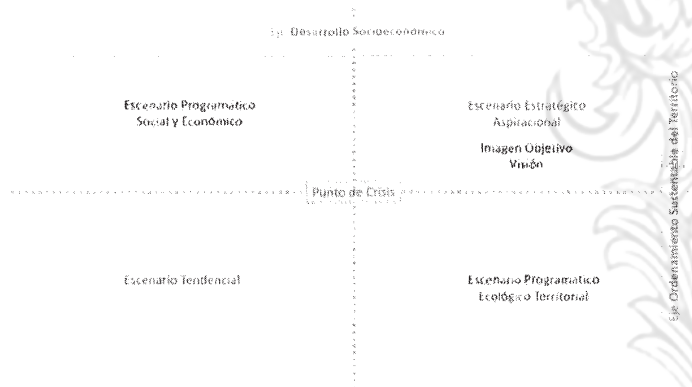 Eje Desarrollo Socioeconómico
Escenario Programático
Social y Económico
Escenario Estratégico
Aspiracional
Imagen Objetivo
Visión
Punto de Crisis
Escenario Tendencial
Escenario Programático
Ecológico Territorial
Eje Ordenamiento Sustentable del Territorio